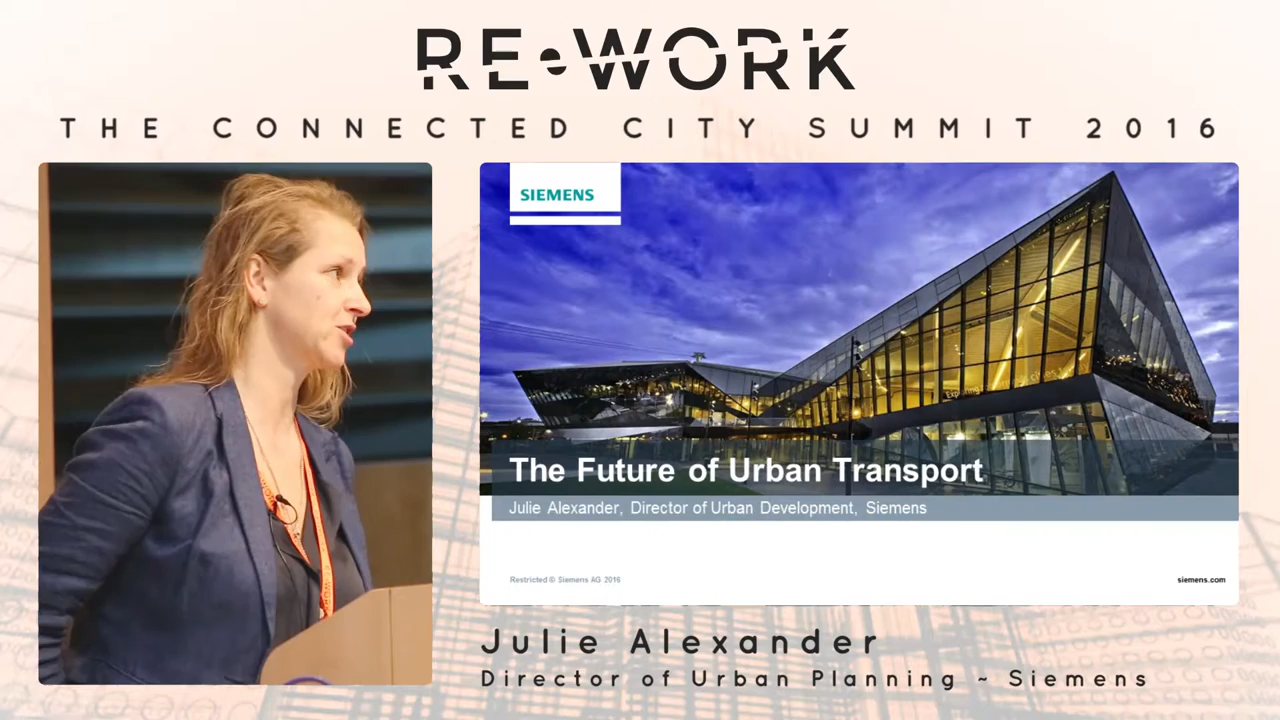 RE•WORK
THE CONNECTED CITY SUMMIT 2016
SIEMENS
The Future of Urban Transport
Julie Alexander, Director of Urban Development, Siemens
Restricted © Siemens AG 2016
siemens.com
Julie Alexander
Director of Urban Planning ~ Siemens